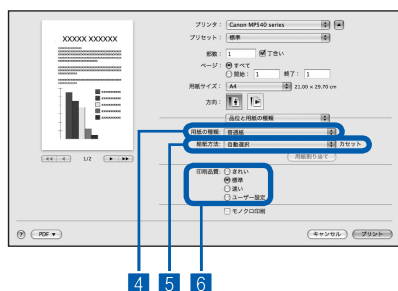 プリンタ： Canon MP540 series
プリセット： 標準
部数： 1 丁合い
ページ： すべて
開始： 1 終了： 1
用紙サイズ： A4 21.00 x 29.70 cm
方向：
品位と用紙の種類
用紙の種類： 普通紙
給紙方法： 自動選択 カセット
用紙割り当て
印刷品質： きれい
標準
速い
ユーザー設定
モノクロ印刷
XXXXX XXXXXX
1/2
? PDF キャンセル プリント
4 5 6